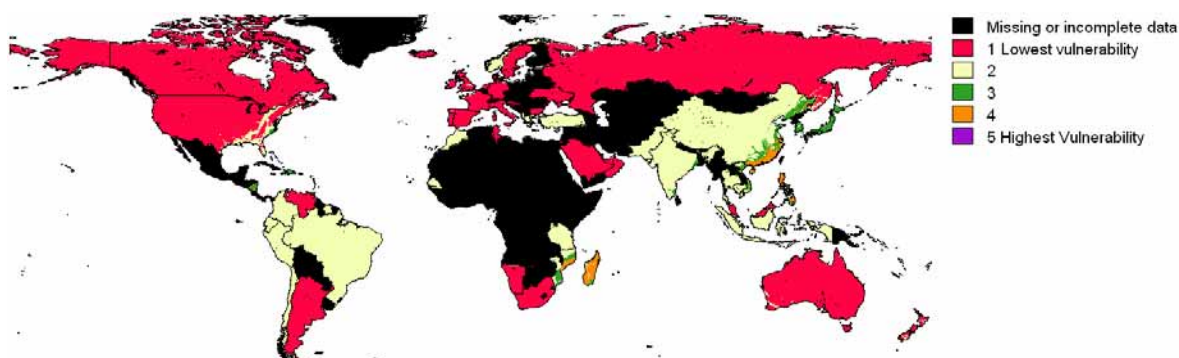 Missing or incomplete data
1 Lowest vulnerability
2
3
4
5 Highest Vulnerability